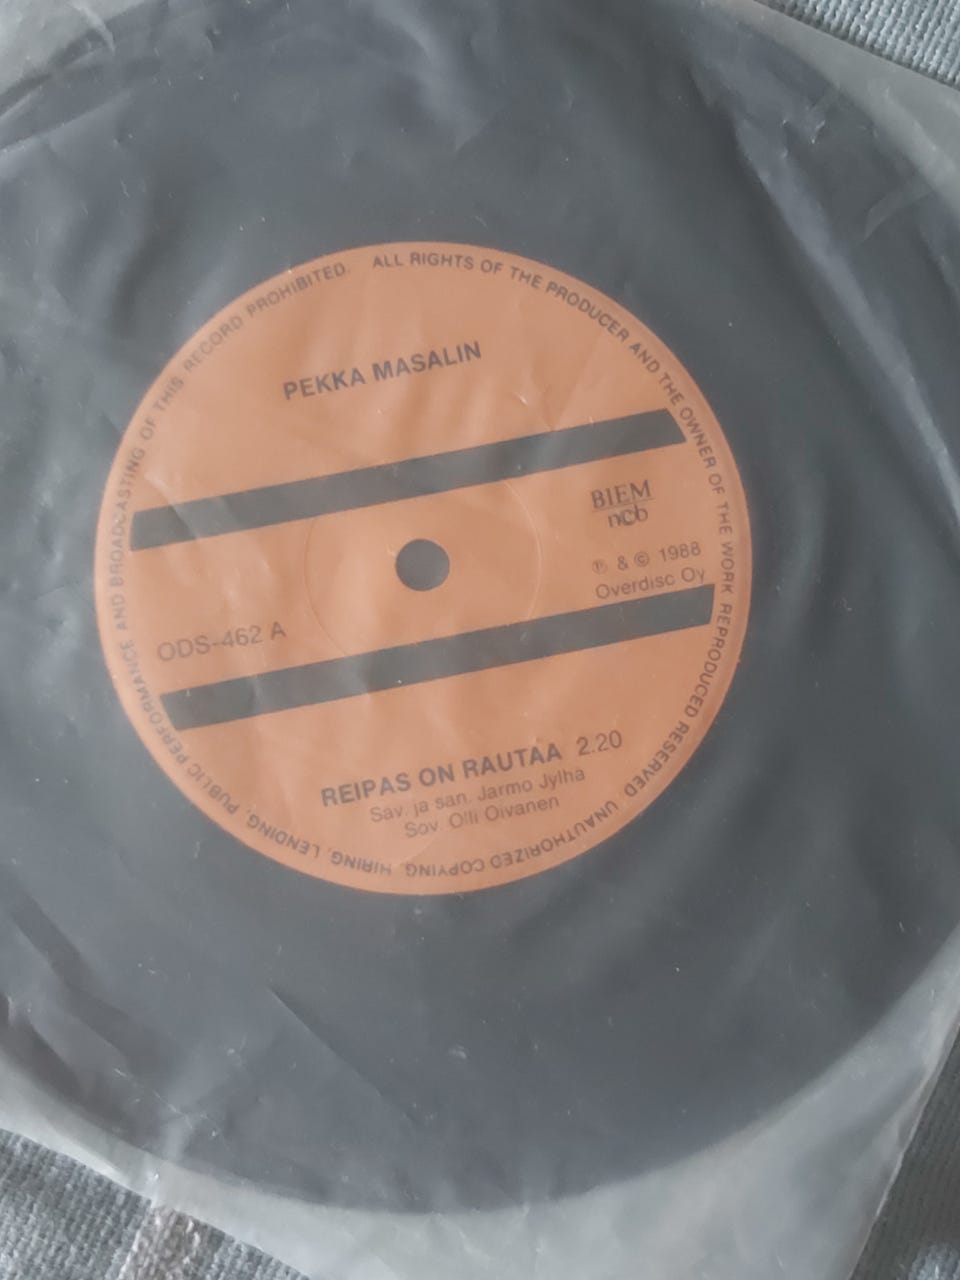 ALL RIGHTS OF THE PRODUCER AND THE OWNER OF THE WORK REPRODUCED RESERVED. UNAUTHORIZED COPYING, HIRING, LENDING, PUBLIC PERFORMANCE AND BROADCASTING OF THIS RECORD PROHIBITED.
PEKKA MASALIN
BIEM
ncb
℗ & © 1988
Overdisc Oy
ODS-462 A
REIPAS ON RAUTAA 2.20
Sav. ja san. Jarmo Jylhä
Sov. Olli Oivanen